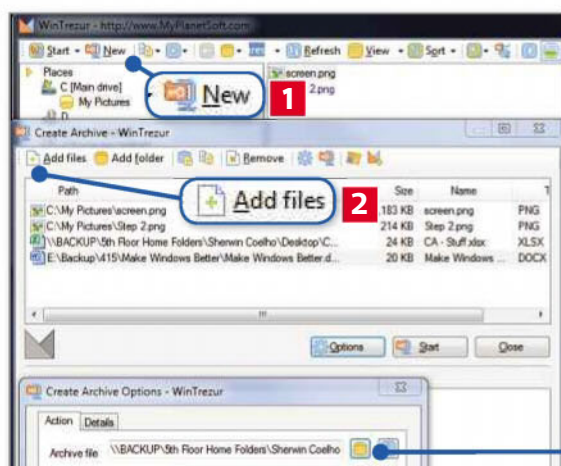 WinTrezur - http://www.MyPlanetSoft.com
Start New Refresh View Sort
Places
C [Main drive]
My Pictures
D
screen.png
2.png
New
1
Create Archive - WinTrezur
Add files Add folder Remove
Add files
2
Path Size Name T
C:\My Pictures\screen.png ,183 KB screen.png PNG
C:\My Pictures\Step 2.png 214 KB Step 2.png PNG
\\BACKUP\5th Floor Home Folders\Sherwin Coelho\Desktop\C... 24 KB CA - Stuff.xlsx XLSX
E:\Backup\415\Make Windows Better\Make Windows Better.d... 20 KB Make Windows ... DOCX
Options Start Close
Create Archive Options - WinTrezur
Action Details
Archive file \\BACKUP\5th Floor Home Folders\Sherwin Coelho